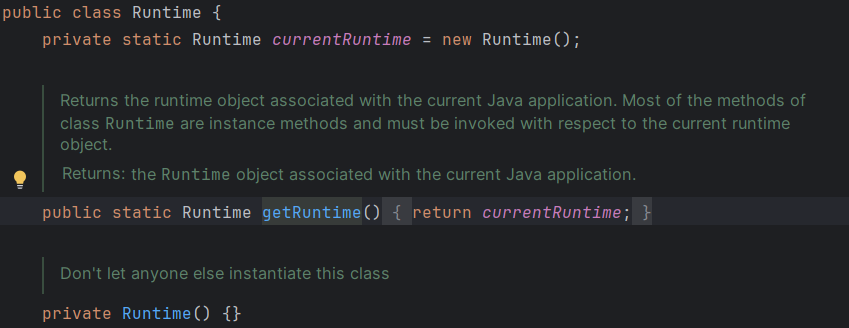 public class Runtime {
private static Runtime currentRuntime = new Runtime();
Returns the runtime object associated with the current Java application. Most of the methods of
class Runtime are instance methods and must be invoked with respect to the current runtime
object.
Returns: the Runtime object associated with the current Java application.
public static Runtime getRuntime() { return currentRuntime; }
Don't let anyone else instantiate this class
private Runtime() {}